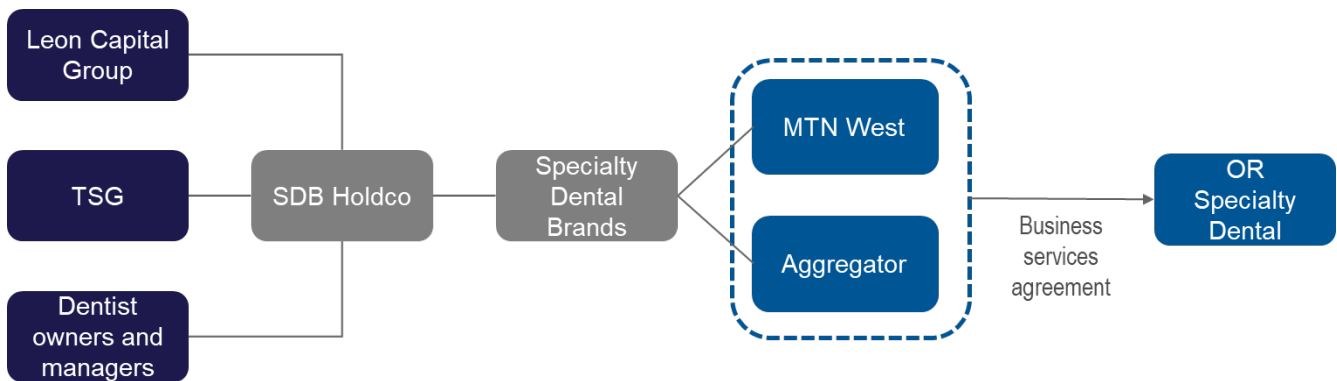 Leon Capital
Group
TSG
Dentist
owners and
managers
SDB Holdco
Specialty
Dental
Brands
MTN West
Aggregator
Business
services
agreement
OR
Specialty
Dental